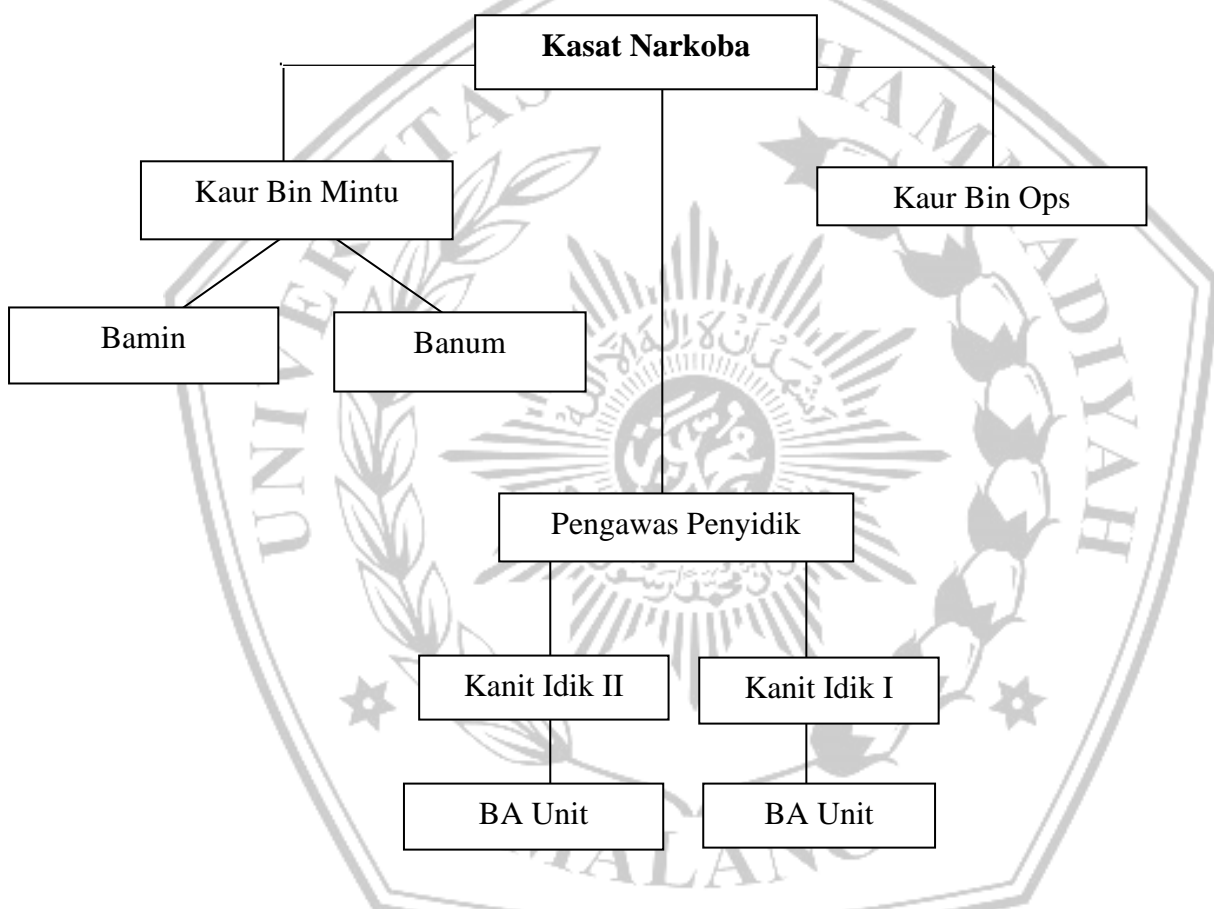 Kasat Narkoba
Kaur Bin Mintu
Kaur Bin Ops
Bamin
Banum
Pengawas Penyidik
Kanit Idik II
Kanit Idik I
BA Unit
BA Unit
MALANG